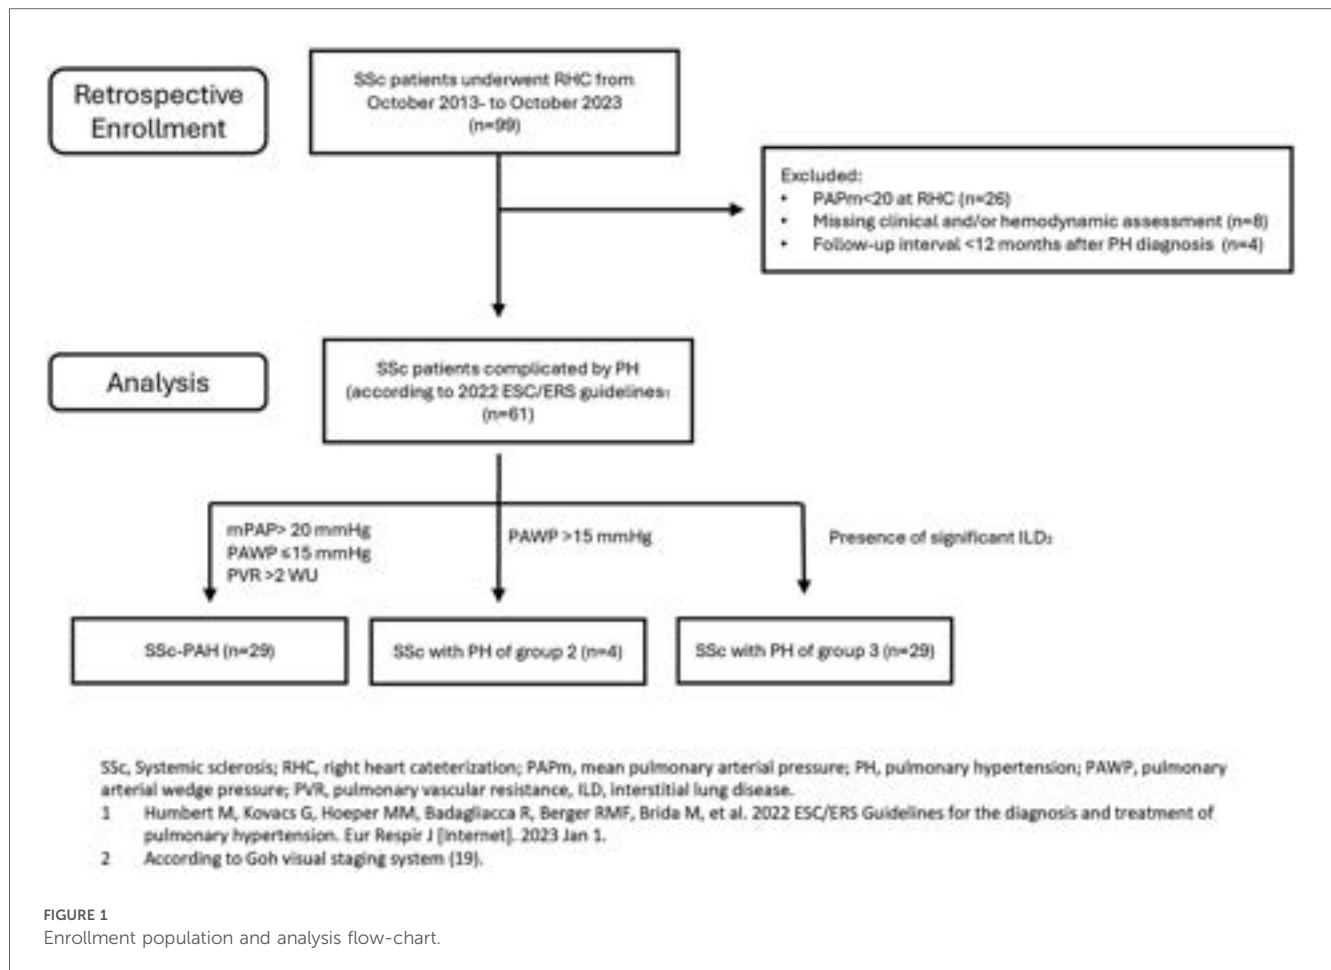 Retrospective
Enrollment
SSc patients underwent RHC from
October 2013- to October 2023
(n=99)
Excluded:
• PAPm<20 at RHC (n=26)
• Missing clinical and/or hemodynamic assessment (n=8)
• Follow-up interval <12 months after PH diagnosis (n=4)
Analysis
SSc patients complicated by PH
(according to 2022 ESC/ERS guidelines1
(n=61)
mPAP> 20 mmHg
PAWP ≤15 mmHg
PVR >2 WU
PAWP >15 mmHg
Presence of significant ILD2
SSc-PAH (n=29)
SSc with PH of group 2 (n=4)
SSc with PH of group 3 (n=29)
SSc, Systemic sclerosis; RHC, right heart cateterization; PAPm, mean pulmonary arterial pressure; PH, pulmonary hypertension; PAWP, pulmonary
arterial wedge pressure; PVR, pulmonary vascular resistance, ILD, interstitial lung disease.
1 Humbert M, Kovacs G, Hoeper MM, Badagliacca R, Berger RMF, Brida M, et al. 2022 ESC/ERS Guidelines for the diagnosis and treatment of
pulmonary hypertension. Eur Respir J [Internet]. 2023 Jan 1.
2 According to Goh visual staging system (19).
FIGURE 1
Enrollment population and analysis flow-chart.